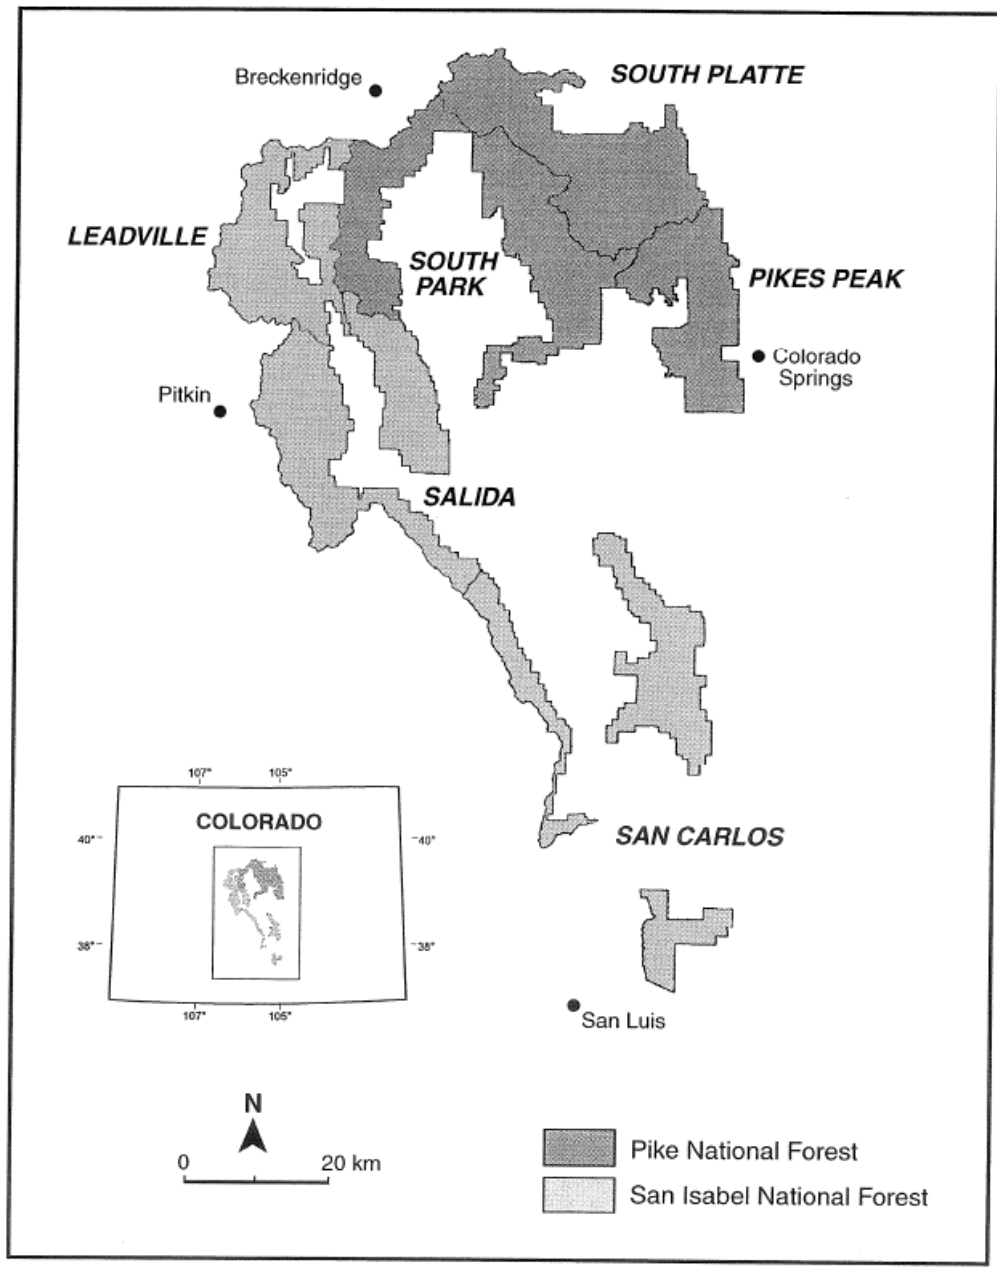 Breckenridge
SOUTH PLATTE
LEADVILLE
SOUTH
PARK
PIKES PEAK
Colorado
Springs
Pitkin
SALIDA
107°
105°
COLORADO
40°
40°
SAN CARLOS
38°
38°
107°
105°
San Luis
N
0
20 km
Pike National Forest
San Isabel National Forest